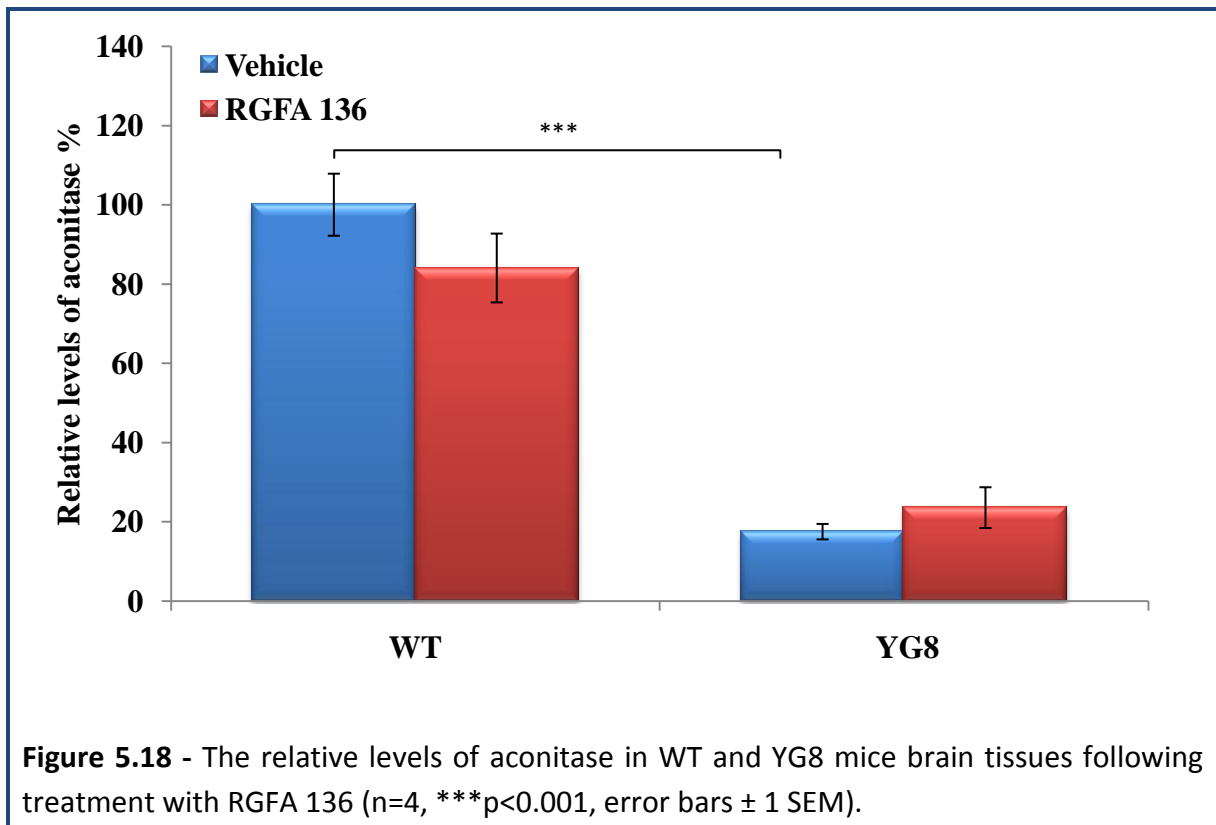 140
120
100
80
60
40
20
0
Relative levels of aconitase %
Vehicle
RGFA 136
***
WT
YG8
Figure 5.18 - The relative levels of aconitase in WT and YG8 mice brain tissues following
treatment with RGFA 136 (n=4, ***p<0.001, error bars ± 1 SEM).